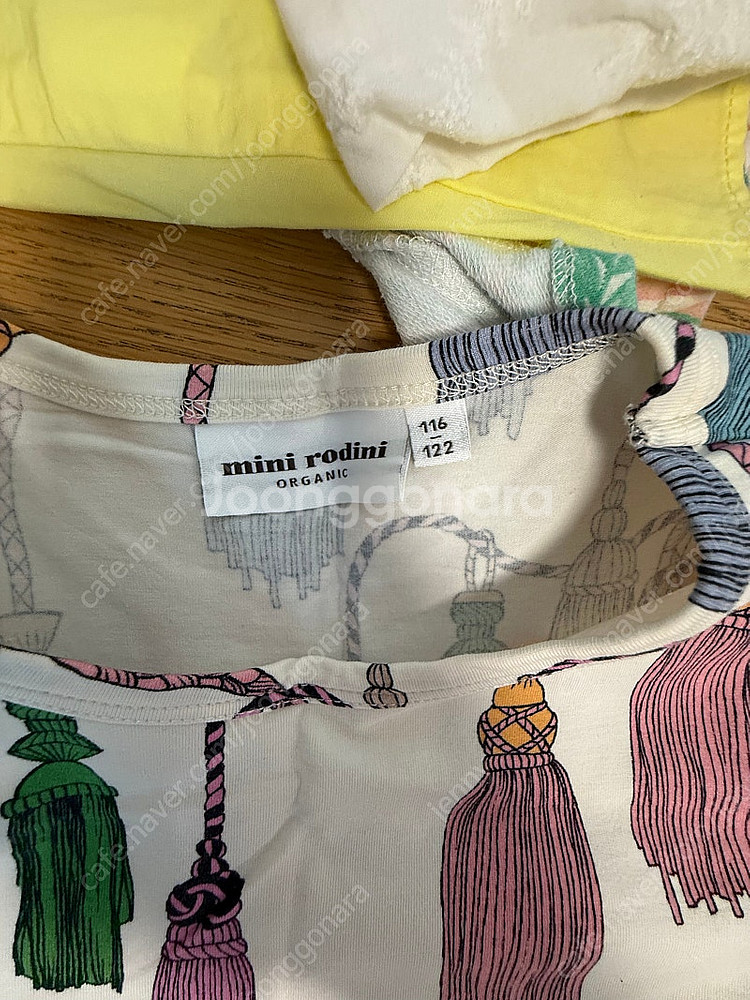 mini rodini
ORGANIC
116
122
Joonggonara
cafe.naver.com/joonggonara